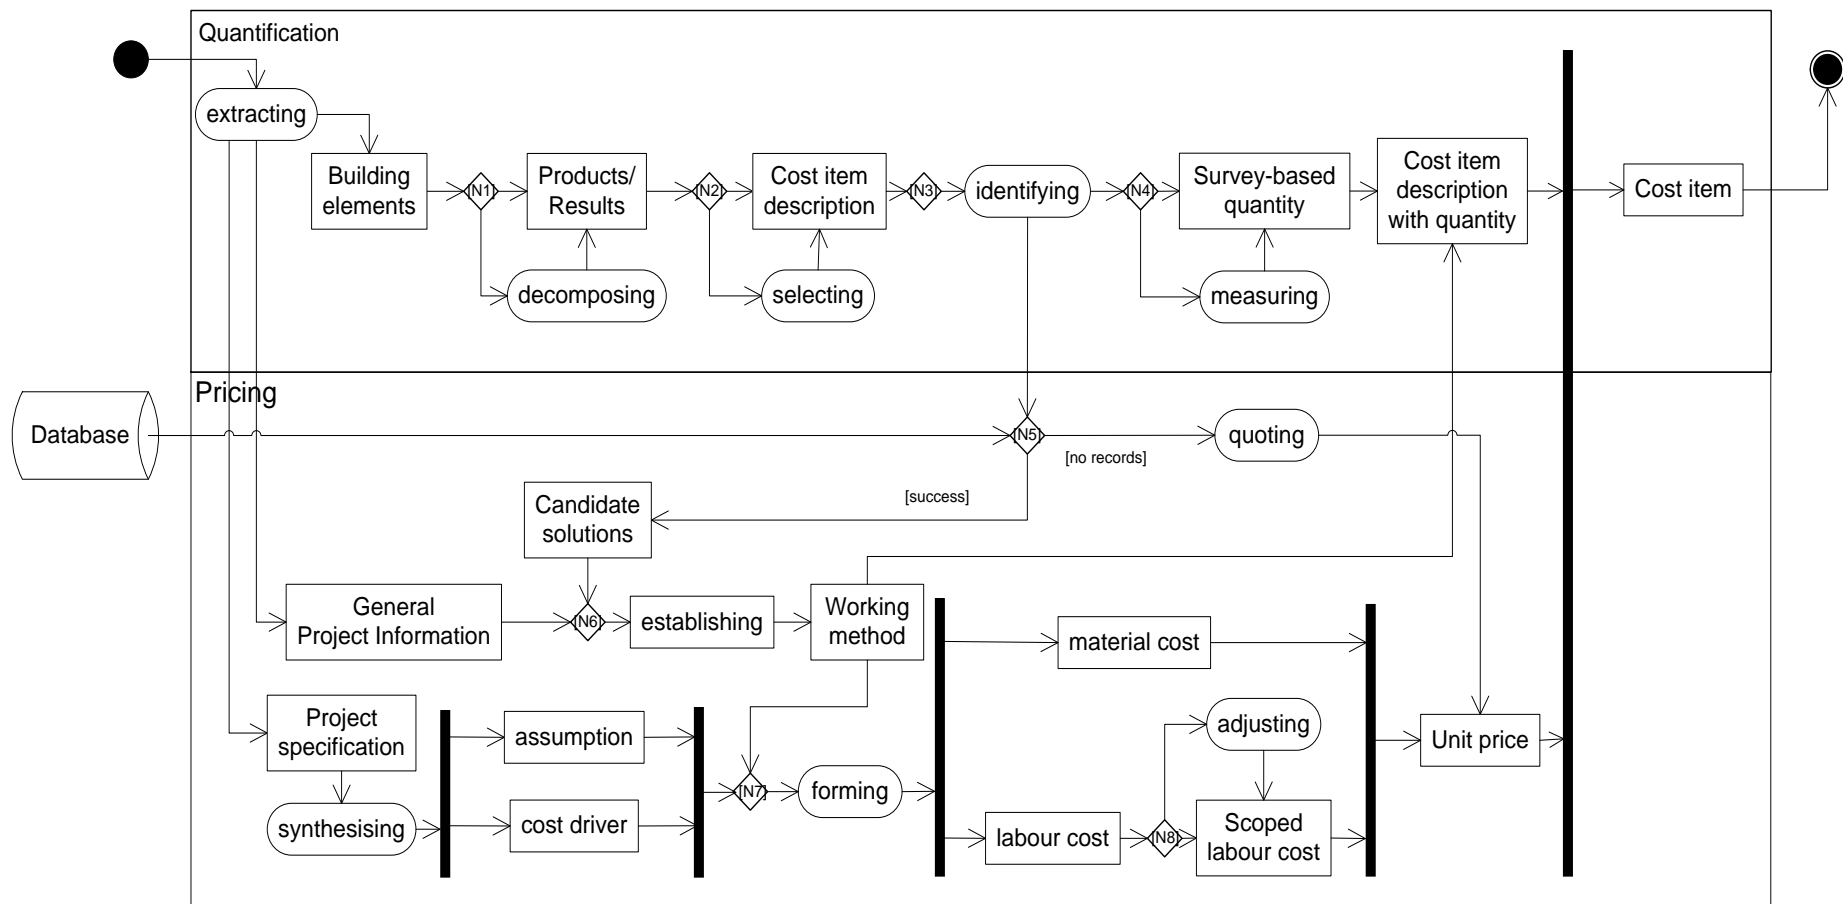 Quantification
extracting
Building
elements
[N1]
Products/
Results
[N2]
Cost item
description
[N3]
identifying
[N4]
Survey-based
quantity
Cost item
description
with quantity
Cost item
decomposing
selecting
measuring
Pricing
Database
[N5]
quoting
[no records]
[success]
Candidate
solutions
General
Project Information
[N6]
establishing
Working
method
material cost
Project
specification
assumption
adjusting
Unit price
[N7]
forming
synthesising
cost driver
labour cost
[N8]
Scoped
labour cost